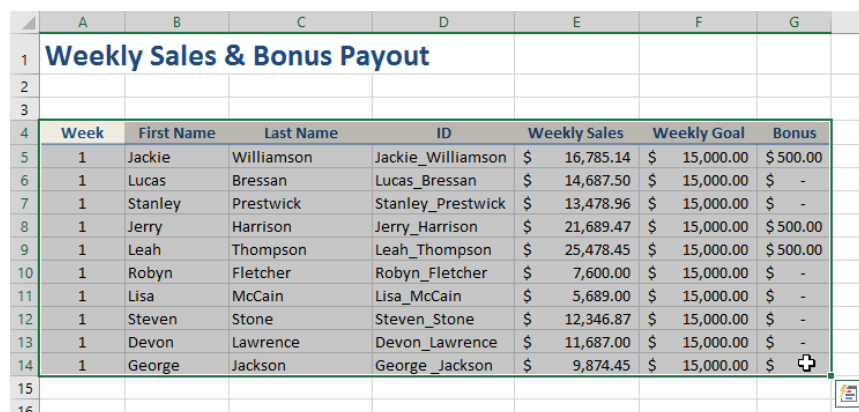 A B C D E F G
1 Weekly Sales & Bonus Payout
2
3
4 Week First Name Last Name ID Weekly Sales Weekly Goal Bonus
5 1 Jackie Williamson Jackie_Williamson $ 16,785.14 $ 15,000.00 $ 500.00
6 1 Lucas Bressan Lucas_Bressan $ 14,687.50 $ 15,000.00 $ -
7 1 Stanley Prestwick Stanley_Prestwick $ 13,478.96 $ 15,000.00 $ -
8 1 Jerry Harrison Jerry_Harrison $ 21,689.47 $ 15,000.00 $ 500.00
9 1 Leah Thompson Leah_Thompson $ 25,478.45 $ 15,000.00 $ 500.00
10 1 Robyn Fletcher Robyn_Fletcher $ 7,600.00 $ 15,000.00 $ -
11 1 Lisa McCain Lisa_McCain $ 5,689.00 $ 15,000.00 $ -
12 1 Steven Stone Steven_Stone $ 12,346.87 $ 15,000.00 $ -
13 1 Devon Lawrence Devon_Lawrence $ 11,687.00 $ 15,000.00 $ -
14 1 George Jackson George _Jackson $ 9,874.45 $ 15,000.00 $
15
16